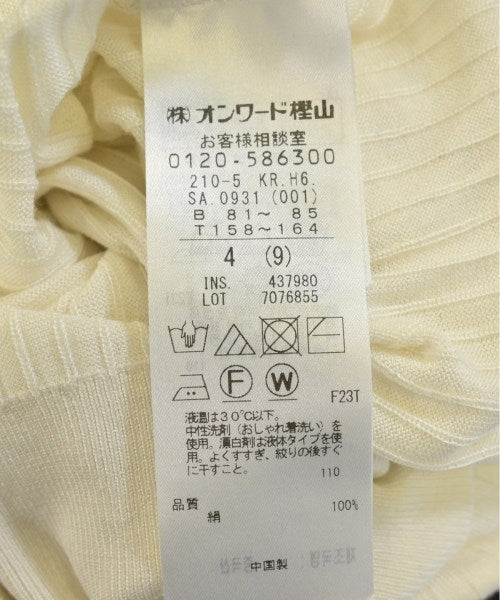 ㈱オンワード樫山
お客様相談室
0120-586300
210-5 KR.H6.
SA.0931 (001)
B 81～ 85
T158～164
4 (9)
INS. 437980
LOT 7076855
F W
F23T
液温は30℃以下。
中性洗剤（おしゃれ着洗い）を
使用。漂白剤は液体タイプを使
用。よくすすぎ、絞りの後すぐ
に干すこと。
110
品質
絹 100%
中国製